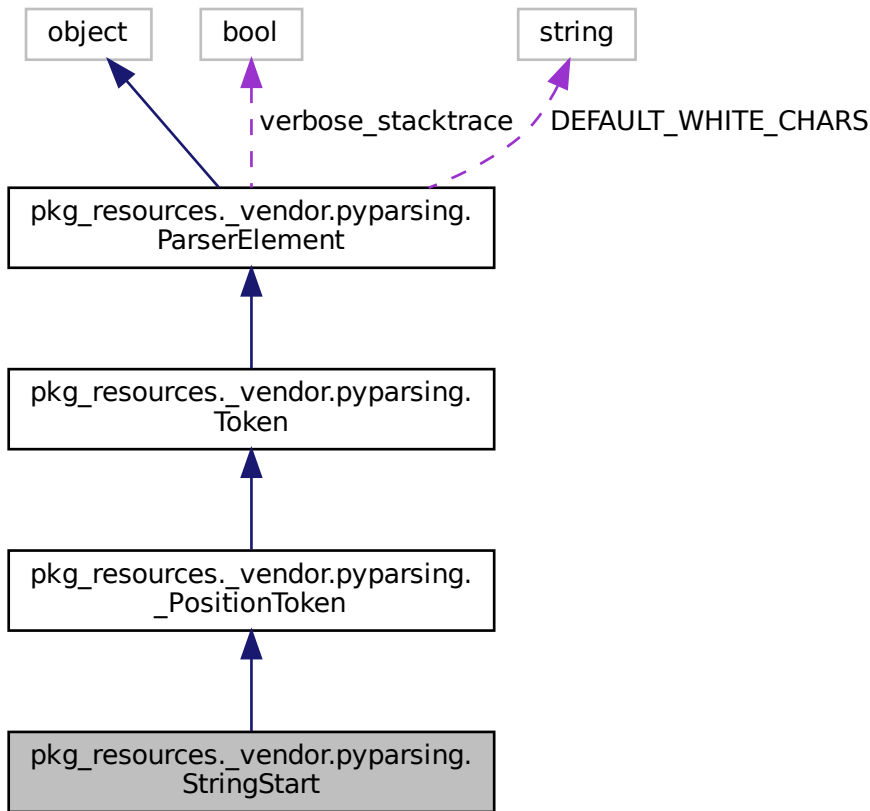 object
bool
string
verbose_stacktrace
DEFAULT_WHITE_CHARS
pkg_resources._vendor.pyparsing.
ParserElement
pkg_resources._vendor.pyparsing.
Token
pkg_resources._vendor.pyparsing.
_PositionToken
pkg_resources._vendor.pyparsing.
StringStart